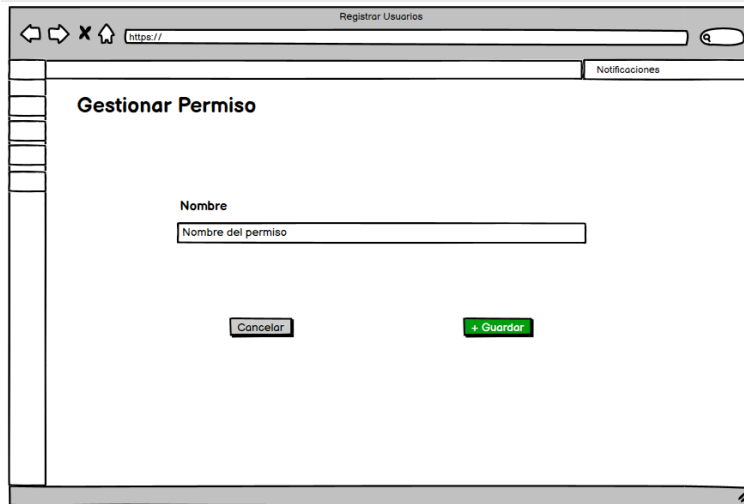 Registrar Usuarios
https://
Notificaciones
Gestionar Permiso
Nombre
Nombre del permiso
Cancelar
+ Guardar